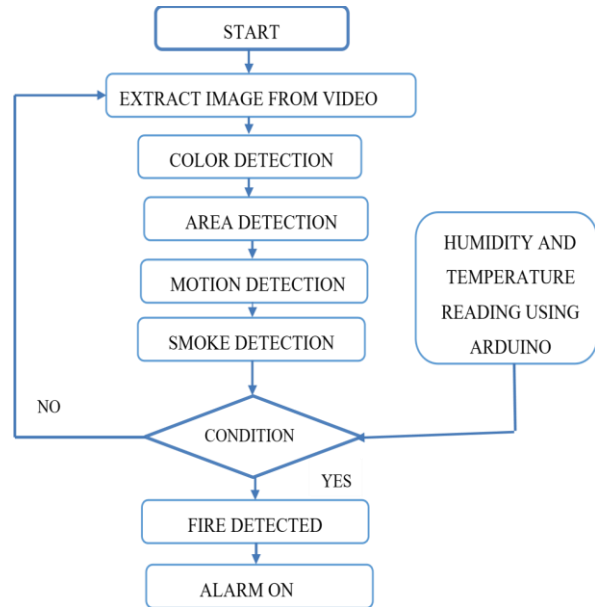 START
EXTRACT IMAGE FROM VIDEO
COLOR DETECTION
AREA DETECTION
MOTION DETECTION
SMOKE DETECTION
HUMIDITY AND
TEMPERATURE
READING USING
ARDUINO
NO
CONDITION
YES
FIRE DETECTED
ALARM ON